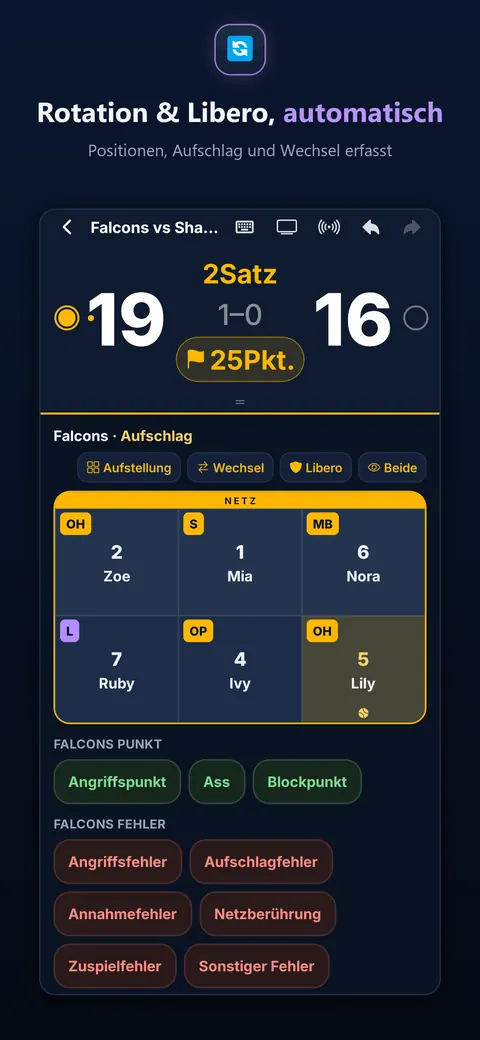 Rotation & Libero, automatisch
Positionen, Aufschlag und Wechsel erfasst
Falcons vs Sha...
2Satz
19
1–0
16
25Pkt.
Falcons · Aufschlag
Aufstellung
Wechsel
Libero
Beide
NETZ
OH
2
Zoe
S
1
Mia
MB
6
Nora
L
7
Ruby
OP
4
Ivy
OH
5
Lily
FALCONS PUNKT
Angriffspunkt
Ass
Blockpunkt
FALCONS FEHLER
Angriffsfehler
Aufschlagfehler
Annahmefehler
Netzberührung
Zuspielfehler
Sonstiger Fehler